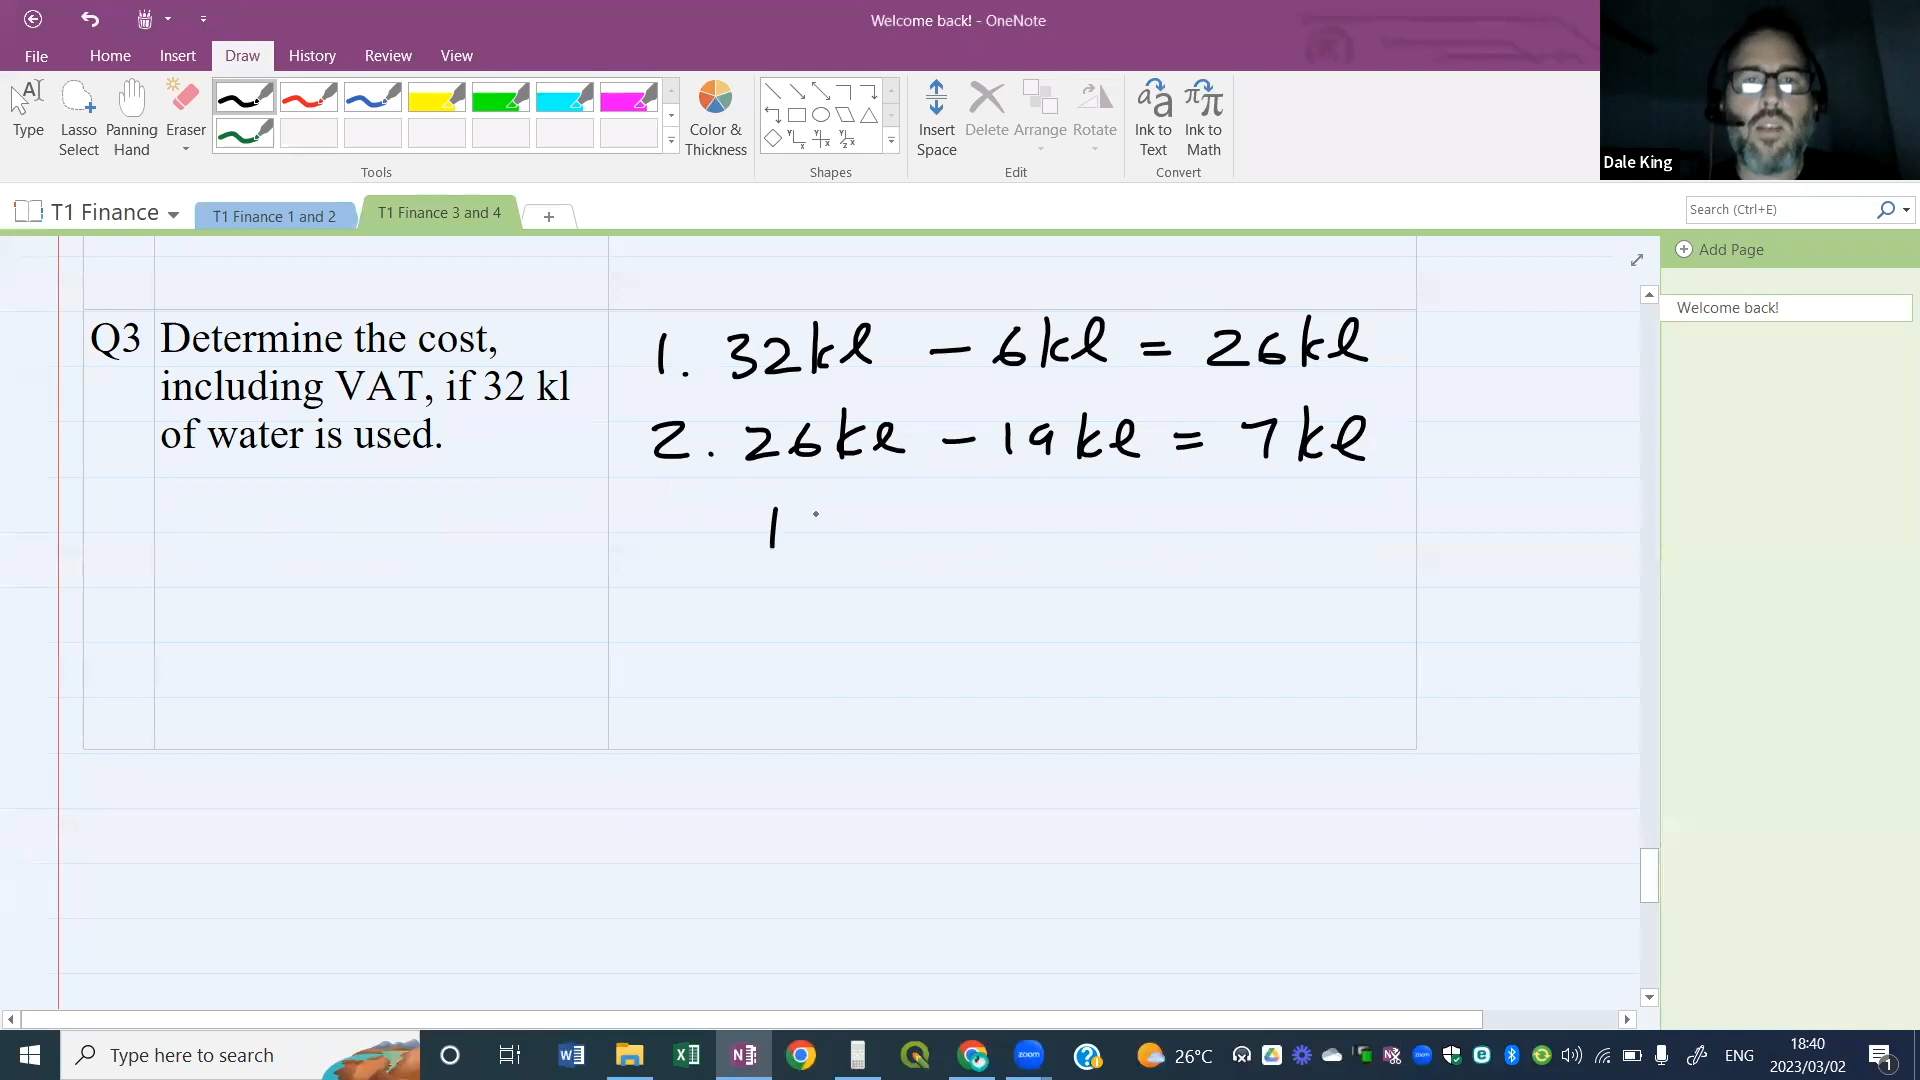 Welcome back! - OneNote
File Home Insert Draw History Review View
Type
Lasso Select
Panning Hand
Eraser
Color & Thickness
Insert Space
Delete
Arrange
Rotate
Ink to Text
Ink to Math
Tools
Shapes
Edit
Convert
Dale King
T1 Finance
T1 Finance 1 and 2
T1 Finance 3 and 4
Search (Ctrl+E)
Add Page
Welcome back!
Q3 Determine the cost,
including VAT, if 32 kl
of water is used.
1. 32kl - 6kl = 26kl
2. 26kl - 19kl = 7kl
1
Type here to search
26°C
ENG
18:40
2023/03/02
1